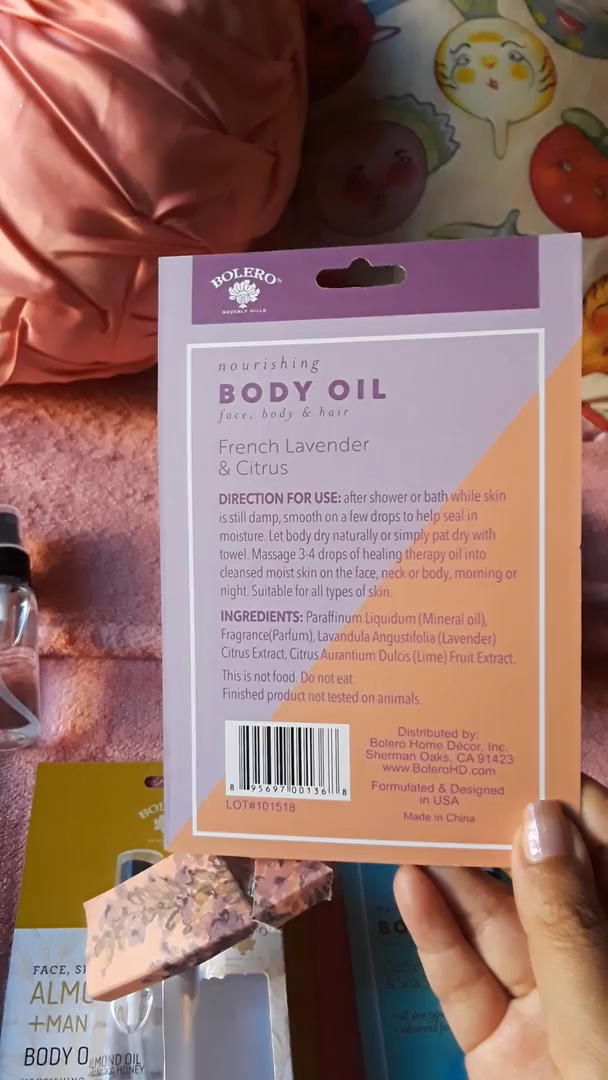 BOLERO™
BEVERLY HILLS
nourishing
BODY OIL
face, body & hair
French Lavender
& Citrus
DIRECTION FOR USE: after shower or bath while skin
is still damp, smooth on a few drops to help seal in
moisture. Let body dry naturally or simply pat dry with
towel. Massage 3-4 drops of healing therapy oil into
cleansed moist skin on the face, neck or body, morning or
night. Suitable for all types of skin.
INGREDIENTS: Paraffinum Liquidum (Mineral oil),
Fragrance(Parfum), Lavandula Angustifolia (Lavender)
Citrus Extract, Citrus Aurantium Dulcis (Lime) Fruit Extract.
This is not food. Do not eat.
Finished product not tested on animals.
8 95697 00136 8
LOT#101518
Distributed by:
Bolero Home Décor, Inc.
Sherman Oaks, CA 91423
www.BoleroHD.com
Formulated & Designed
in USA
Made in China
BOL
FACE, S
ALM
+MAN
BODY O
ALMOND OIL
BO
& Sea S